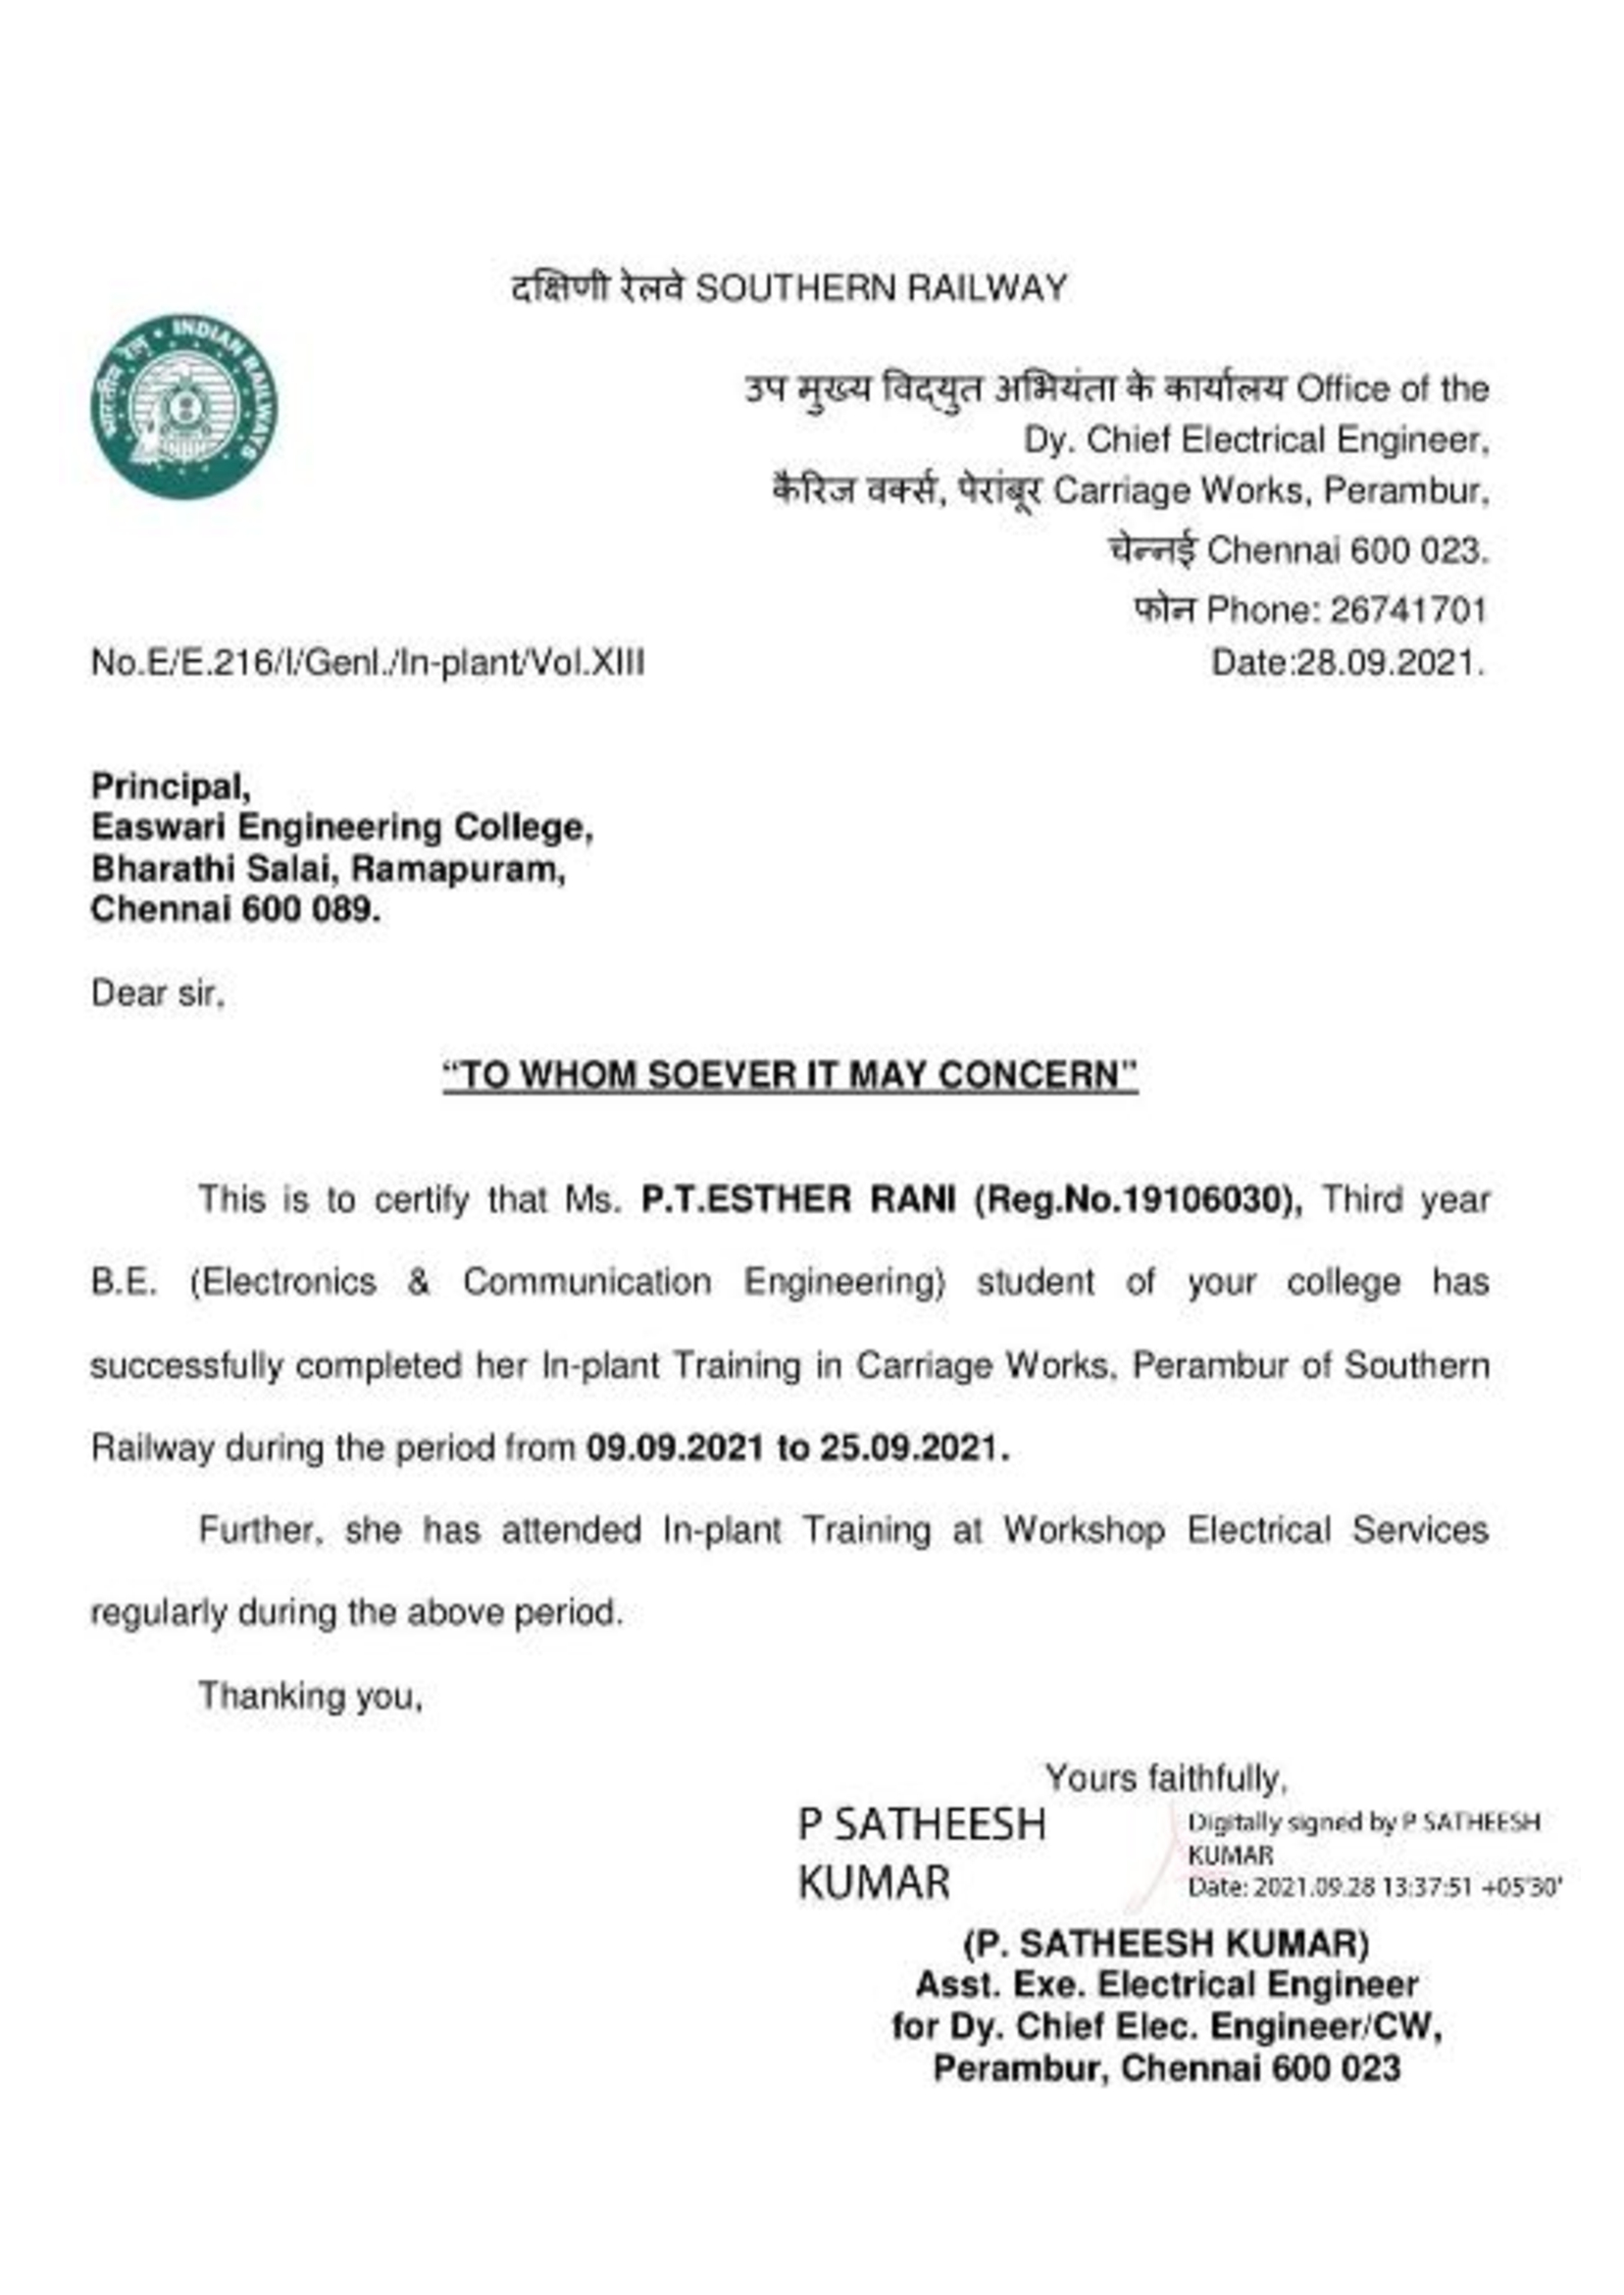 दक्षिणी रेलवे SOUTHERN RAILWAY
भारतीय रेल • INDIAN RAILWAYS
उप मुख्य विद्युत अभियंता के कार्यालय Office of the
Dy. Chief Electrical Engineer,
कैरिज वर्क्स, पेरांबूर Carriage Works, Perambur,
चेन्नई Chennai 600 023.
फोन Phone: 26741701
No.E/E.216/I/Genl./In-plant/Vol.XIII Date:28.09.2021.
Principal,
Easwari Engineering College,
Bharathi Salai, Ramapuram,
Chennai 600 089.
Dear sir,
“TO WHOM SOEVER IT MAY CONCERN”
This is to certify that Ms. P.T.ESTHER RANI (Reg.No.19106030), Third year
B.E. (Electronics & Communication Engineering) student of your college has
successfully completed her In-plant Training in Carriage Works, Perambur of Southern
Railway during the period from 09.09.2021 to 25.09.2021.
Further, she has attended In-plant Training at Workshop Electrical Services
regularly during the above period.
Thanking you,
Yours faithfully,
P SATHEESH
KUMAR
Digitally signed by P SATHEESH
KUMAR
Date: 2021.09.28 13:37:51 +05'30'
(P. SATHEESH KUMAR)
Asst. Exe. Electrical Engineer
for Dy. Chief Elec. Engineer/CW,
Perambur, Chennai 600 023